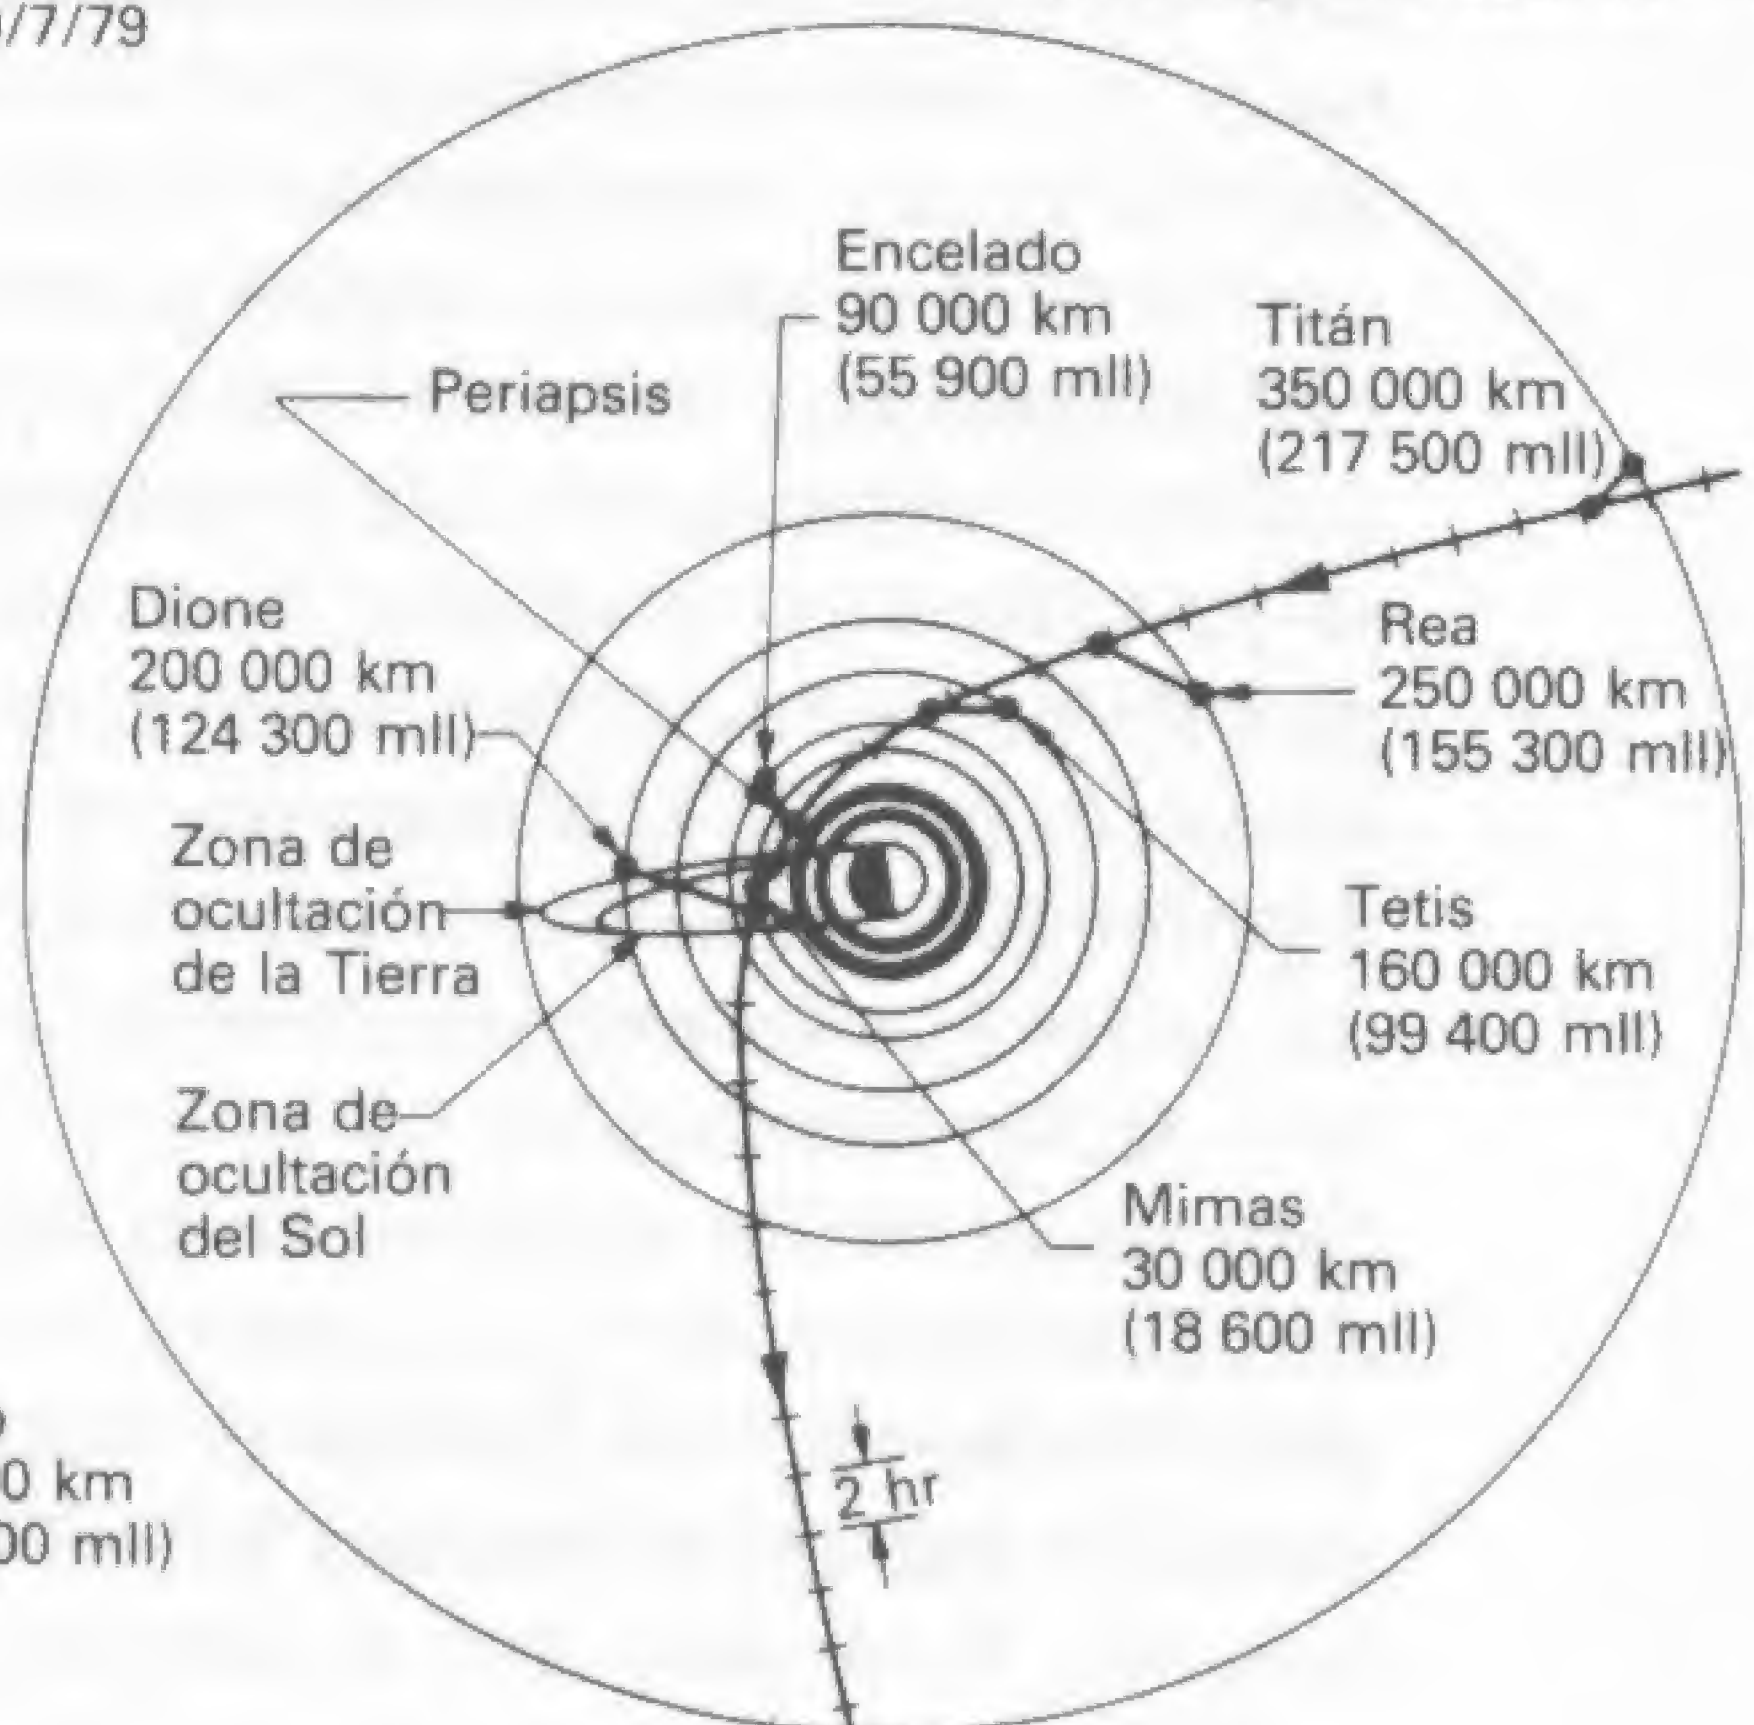 /7/79
Encelado
90 000 km
(55 900 mll)
Titán
350 000 km
(217 500 mll)
Periapsis
Dione
200 000 km
(124 300 mll)
Rea
250 000 km
(155 300 mll)
Zona de
ocultación
de la Tierra
Tetis
160 000 km
(99 400 mll)
Zona de
ocultación
del Sol
Mimas
30 000 km
(18 600 mll)
2 hr
0 km
00 mll)